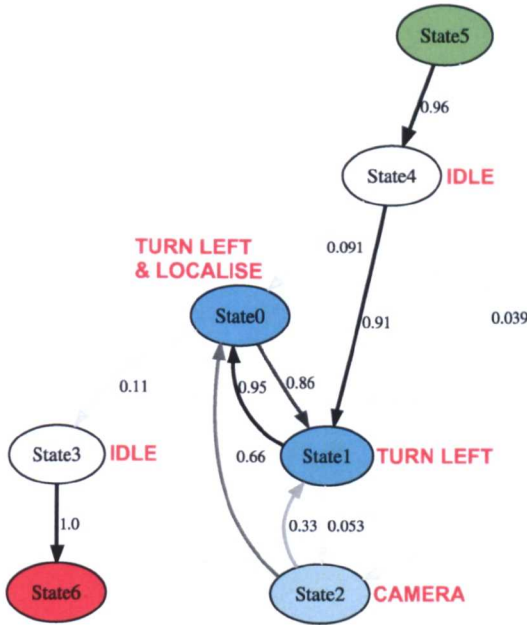 State5
0.96
State4 IDLE
0.091
TURN LEFT
& LOCALISE
State0
0.91
0.039
0.11
0.95
0.86
State3 IDLE
0.66
State1 TURN LEFT
1.0
0.33
0.053
State6
State2 CAMERA